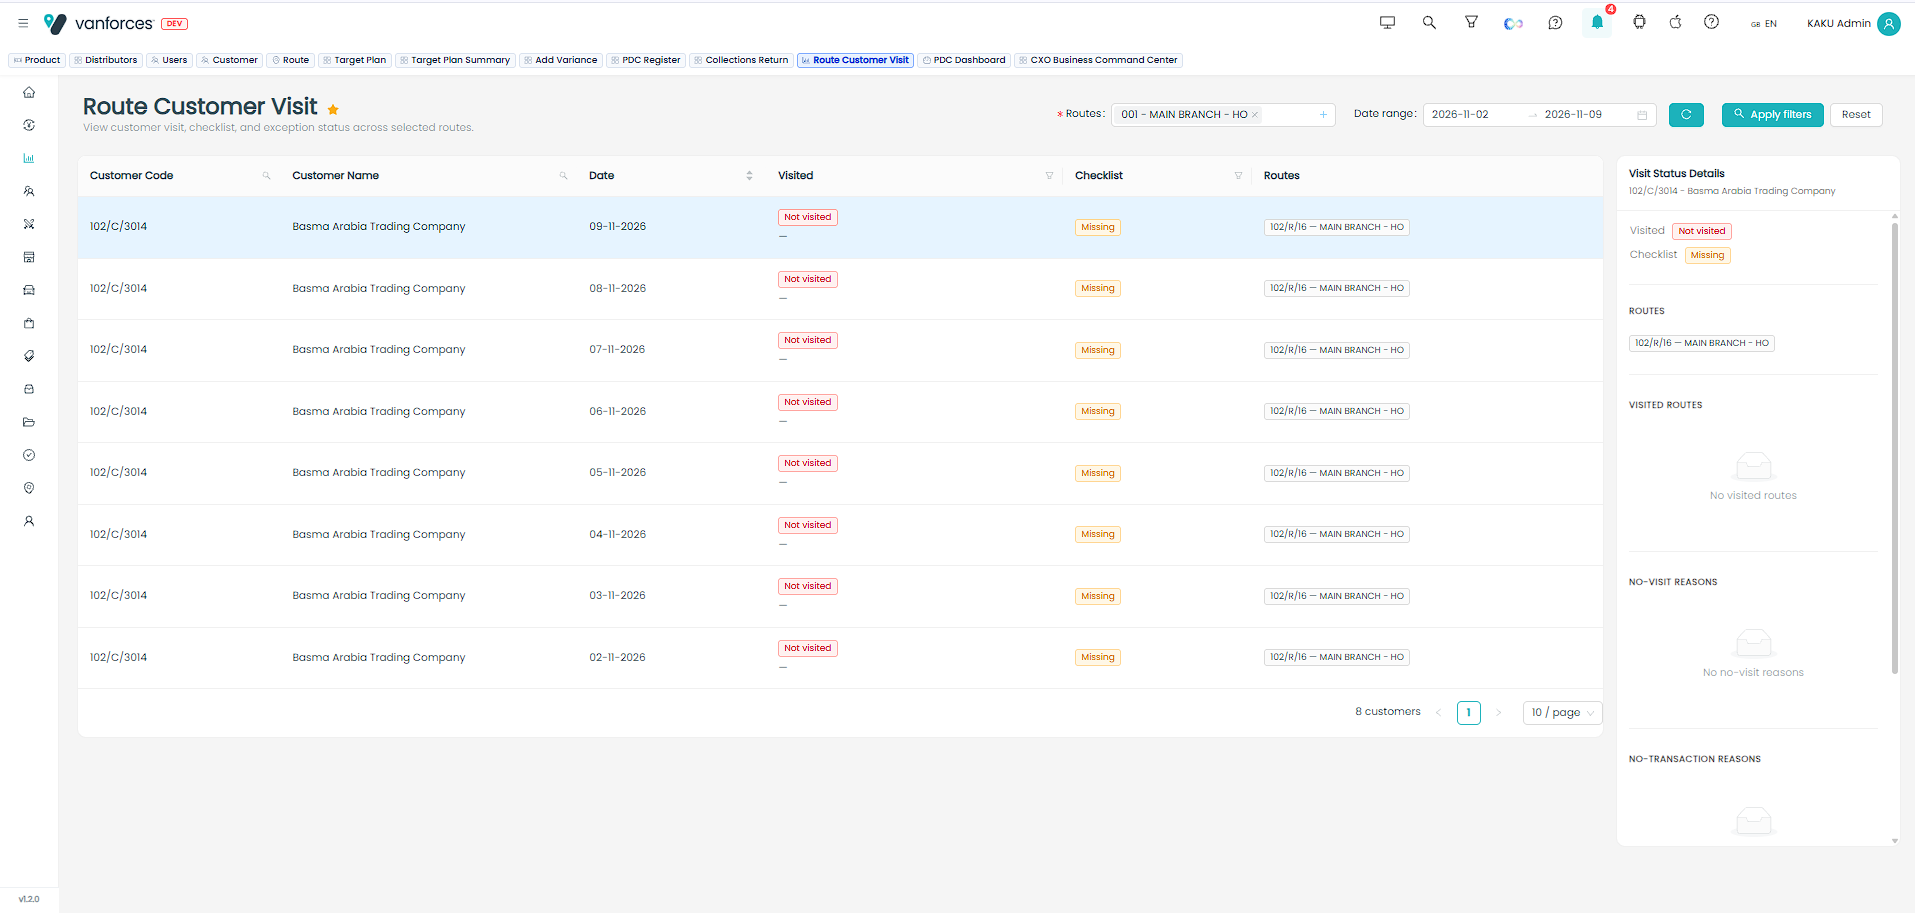 vanforces DEV
4
GB EN
KAKU Admin
Product
Distributors
Users
Customer
Route
Target Plan
Target Plan Summary
Add Variance
PDC Register
Collections Return
Route Customer Visit
PDC Dashboard
CXO Business Command Center
Route Customer Visit
View customer visit, checklist, and exception status across selected routes.
* Routes: 001 - MAIN BRANCH - HO
Date range: 2026-11-02 → 2026-11-09
Apply filters
Reset
Customer Code Customer Name Date Visited Checklist Routes
102/C/3014 Basma Arabia Trading Company 09-11-2026 Not visited — Missing 102/R/16 — MAIN BRANCH - HO
102/C/3014 Basma Arabia Trading Company 08-11-2026 Not visited — Missing 102/R/16 — MAIN BRANCH - HO
102/C/3014 Basma Arabia Trading Company 07-11-2026 Not visited — Missing 102/R/16 — MAIN BRANCH - HO
102/C/3014 Basma Arabia Trading Company 06-11-2026 Not visited — Missing 102/R/16 — MAIN BRANCH - HO
102/C/3014 Basma Arabia Trading Company 05-11-2026 Not visited — Missing 102/R/16 — MAIN BRANCH - HO
102/C/3014 Basma Arabia Trading Company 04-11-2026 Not visited — Missing 102/R/16 — MAIN BRANCH - HO
102/C/3014 Basma Arabia Trading Company 03-11-2026 Not visited — Missing 102/R/16 — MAIN BRANCH - HO
102/C/3014 Basma Arabia Trading Company 02-11-2026 Not visited — Missing 102/R/16 — MAIN BRANCH - HO
8 customers < 1 > 10 / page
Visit Status Details
102/C/3014 - Basma Arabia Trading Company
Visited Not visited
Checklist Missing
ROUTES
102/R/16 — MAIN BRANCH - HO
VISITED ROUTES
No visited routes
NO-VISIT REASONS
No no-visit reasons
NO-TRANSACTION REASONS
v1.2.0